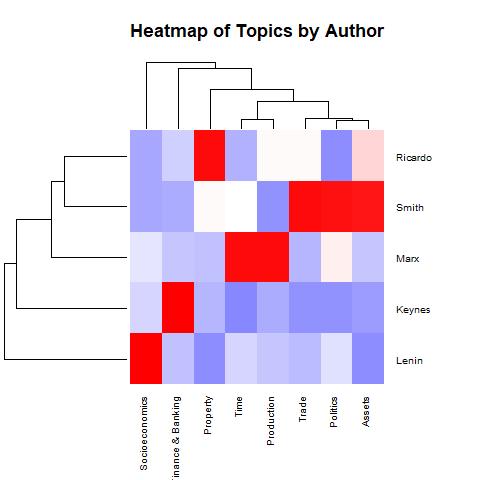 Heatmap of Topics by Author
Ricardo
Smith
Marx
Keynes
Lenin
Socioeconomics
inance & Banking
Property
Time
Production
Trade
Politics
Assets